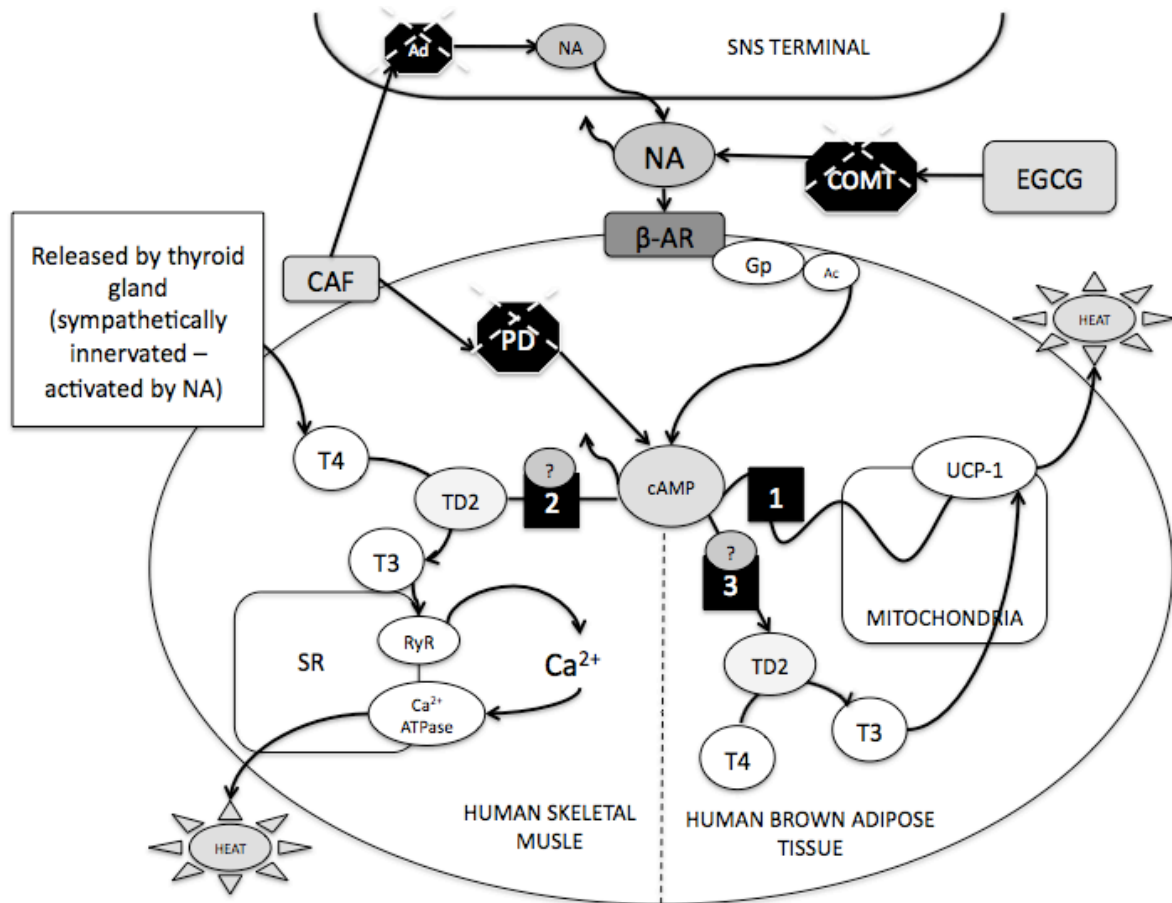 Ad
NA
SNS TERMINAL
NA
COMT
EGCG
Released by thyroid
gland
(sympathetically
innervated –
activated by NA)
CAF
β-AR
Gp
Ac
PD
HEAT
T4
TD2
?
2
cAMP
1
UCP-1
?
3
T3
MITOCHONDRIA
RyR
SR
Ca²⁺
TD2
Ca²⁺
ATPase
T3
T4
HUMAN SKELETAL
MUSLE
HUMAN BROWN ADIPOSE
TISSUE
HEAT